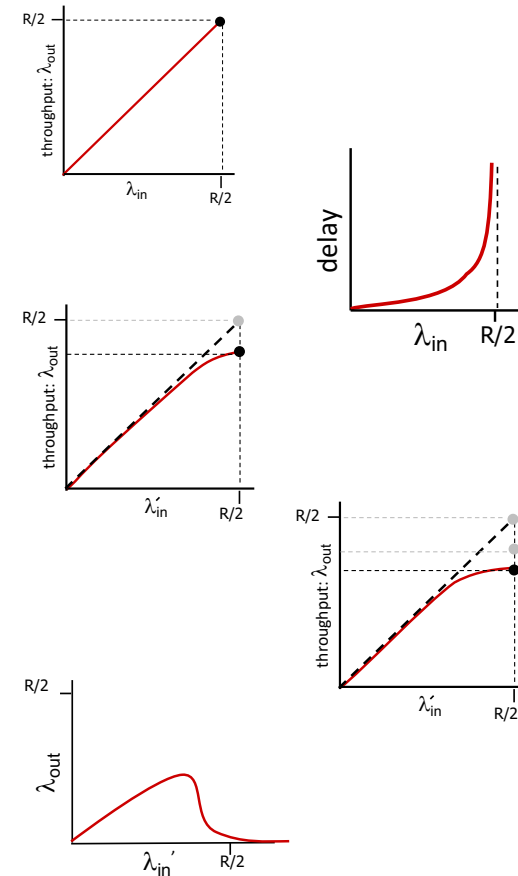 R/2
throughput: λout
λin
R/2
delay
λin
R/2
R/2
throughput: λout
λ′in
R/2
R/2
throughput: λout
λ′in
R/2
R/2
λout
λin′
R/2